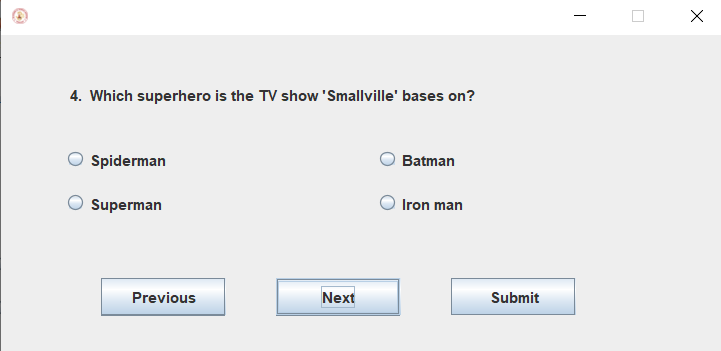 4. Which superhero is the TV show 'Smallville' bases on?
Spiderman
Batman
Superman
Iron man
Previous
Next
Submit